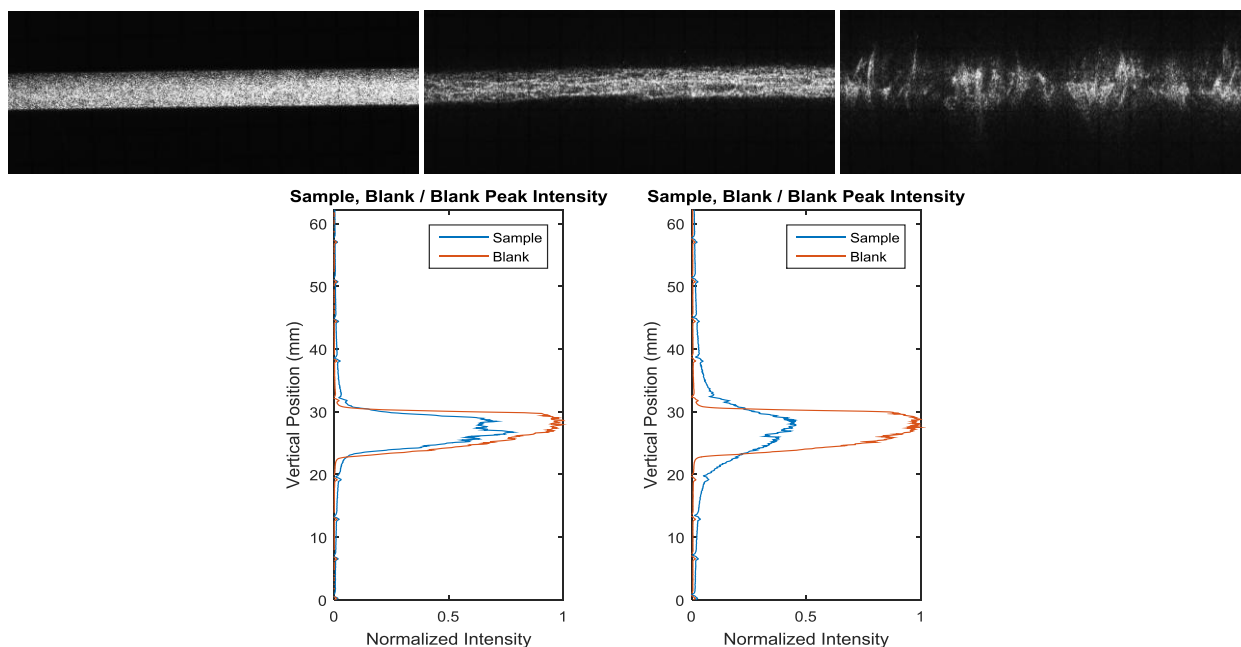 Sample, Blank / Blank Peak Intensity
60
50
40
30
20
10
0
Vertical Position (mm)
Sample
Blank
0
0.5
1
Normalized Intensity
Sample, Blank / Blank Peak Intensity
60
50
40
30
20
10
0
Vertical Position (mm)
Sample
Blank
0
0.5
1
Normalized Intensity